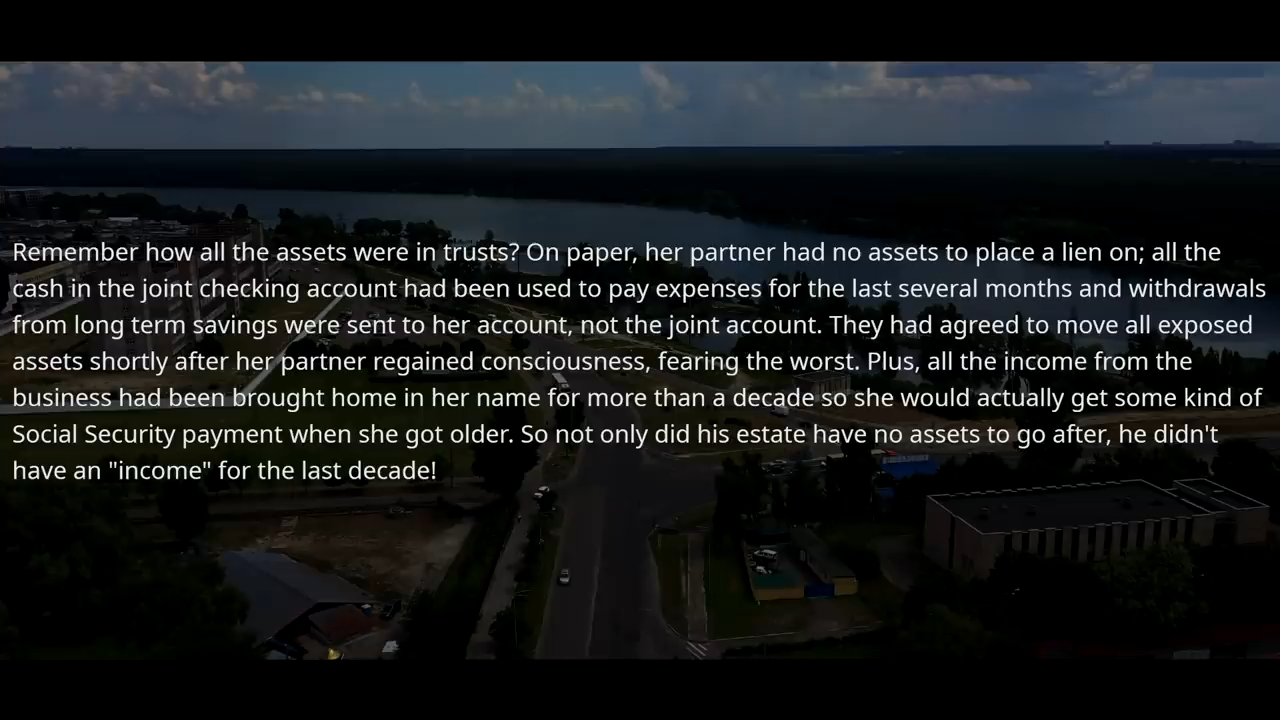 Remember how all the assets were in trusts? On paper, her partner had no assets to place a lien on; all the
cash in the joint checking account had been used to pay expenses for the last several months and withdrawals
from long term savings were sent to her account, not the joint account. They had agreed to move all exposed
assets shortly after her partner regained consciousness, fearing the worst. Plus, all the income from the
business had been brought home in her name for more than a decade so she would actually get some kind of
Social Security payment when she got older. So not only did his estate have no assets to go after, he didn't
have an "income" for the last decade!